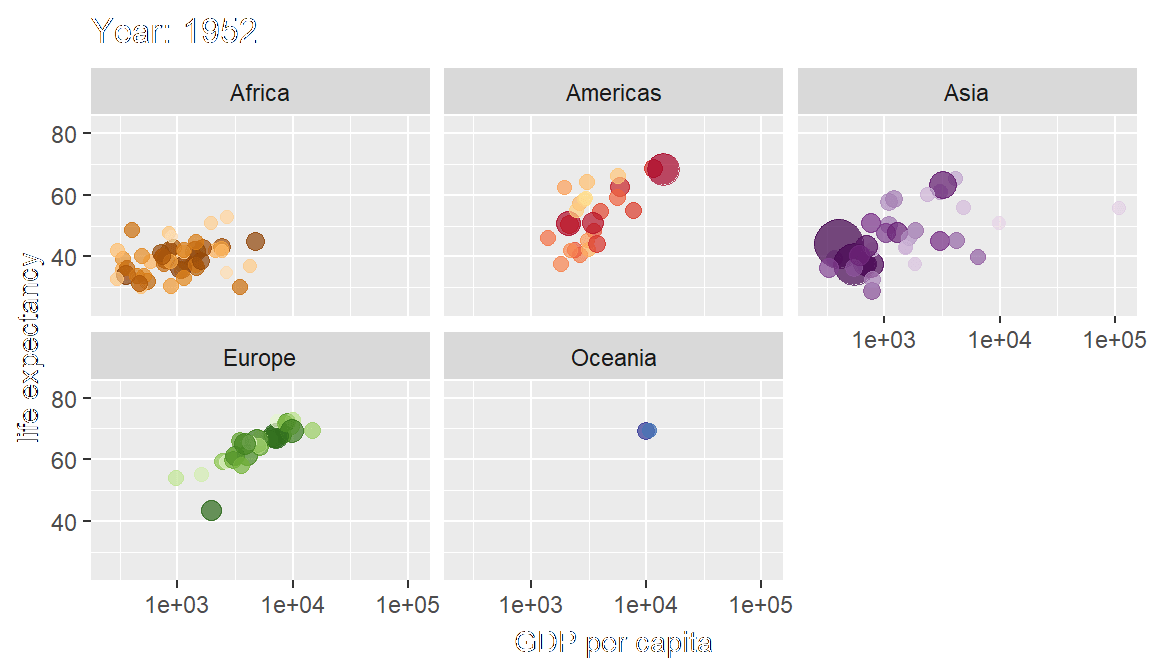 Year: 1952
Africa
Americas
Asia
80
60
40
life expectancy
1e+03
1e+04
1e+05
Europe
Oceania
80
60
40
1e+03
1e+04
1e+05
1e+03
1e+04
1e+05
GDP per capita